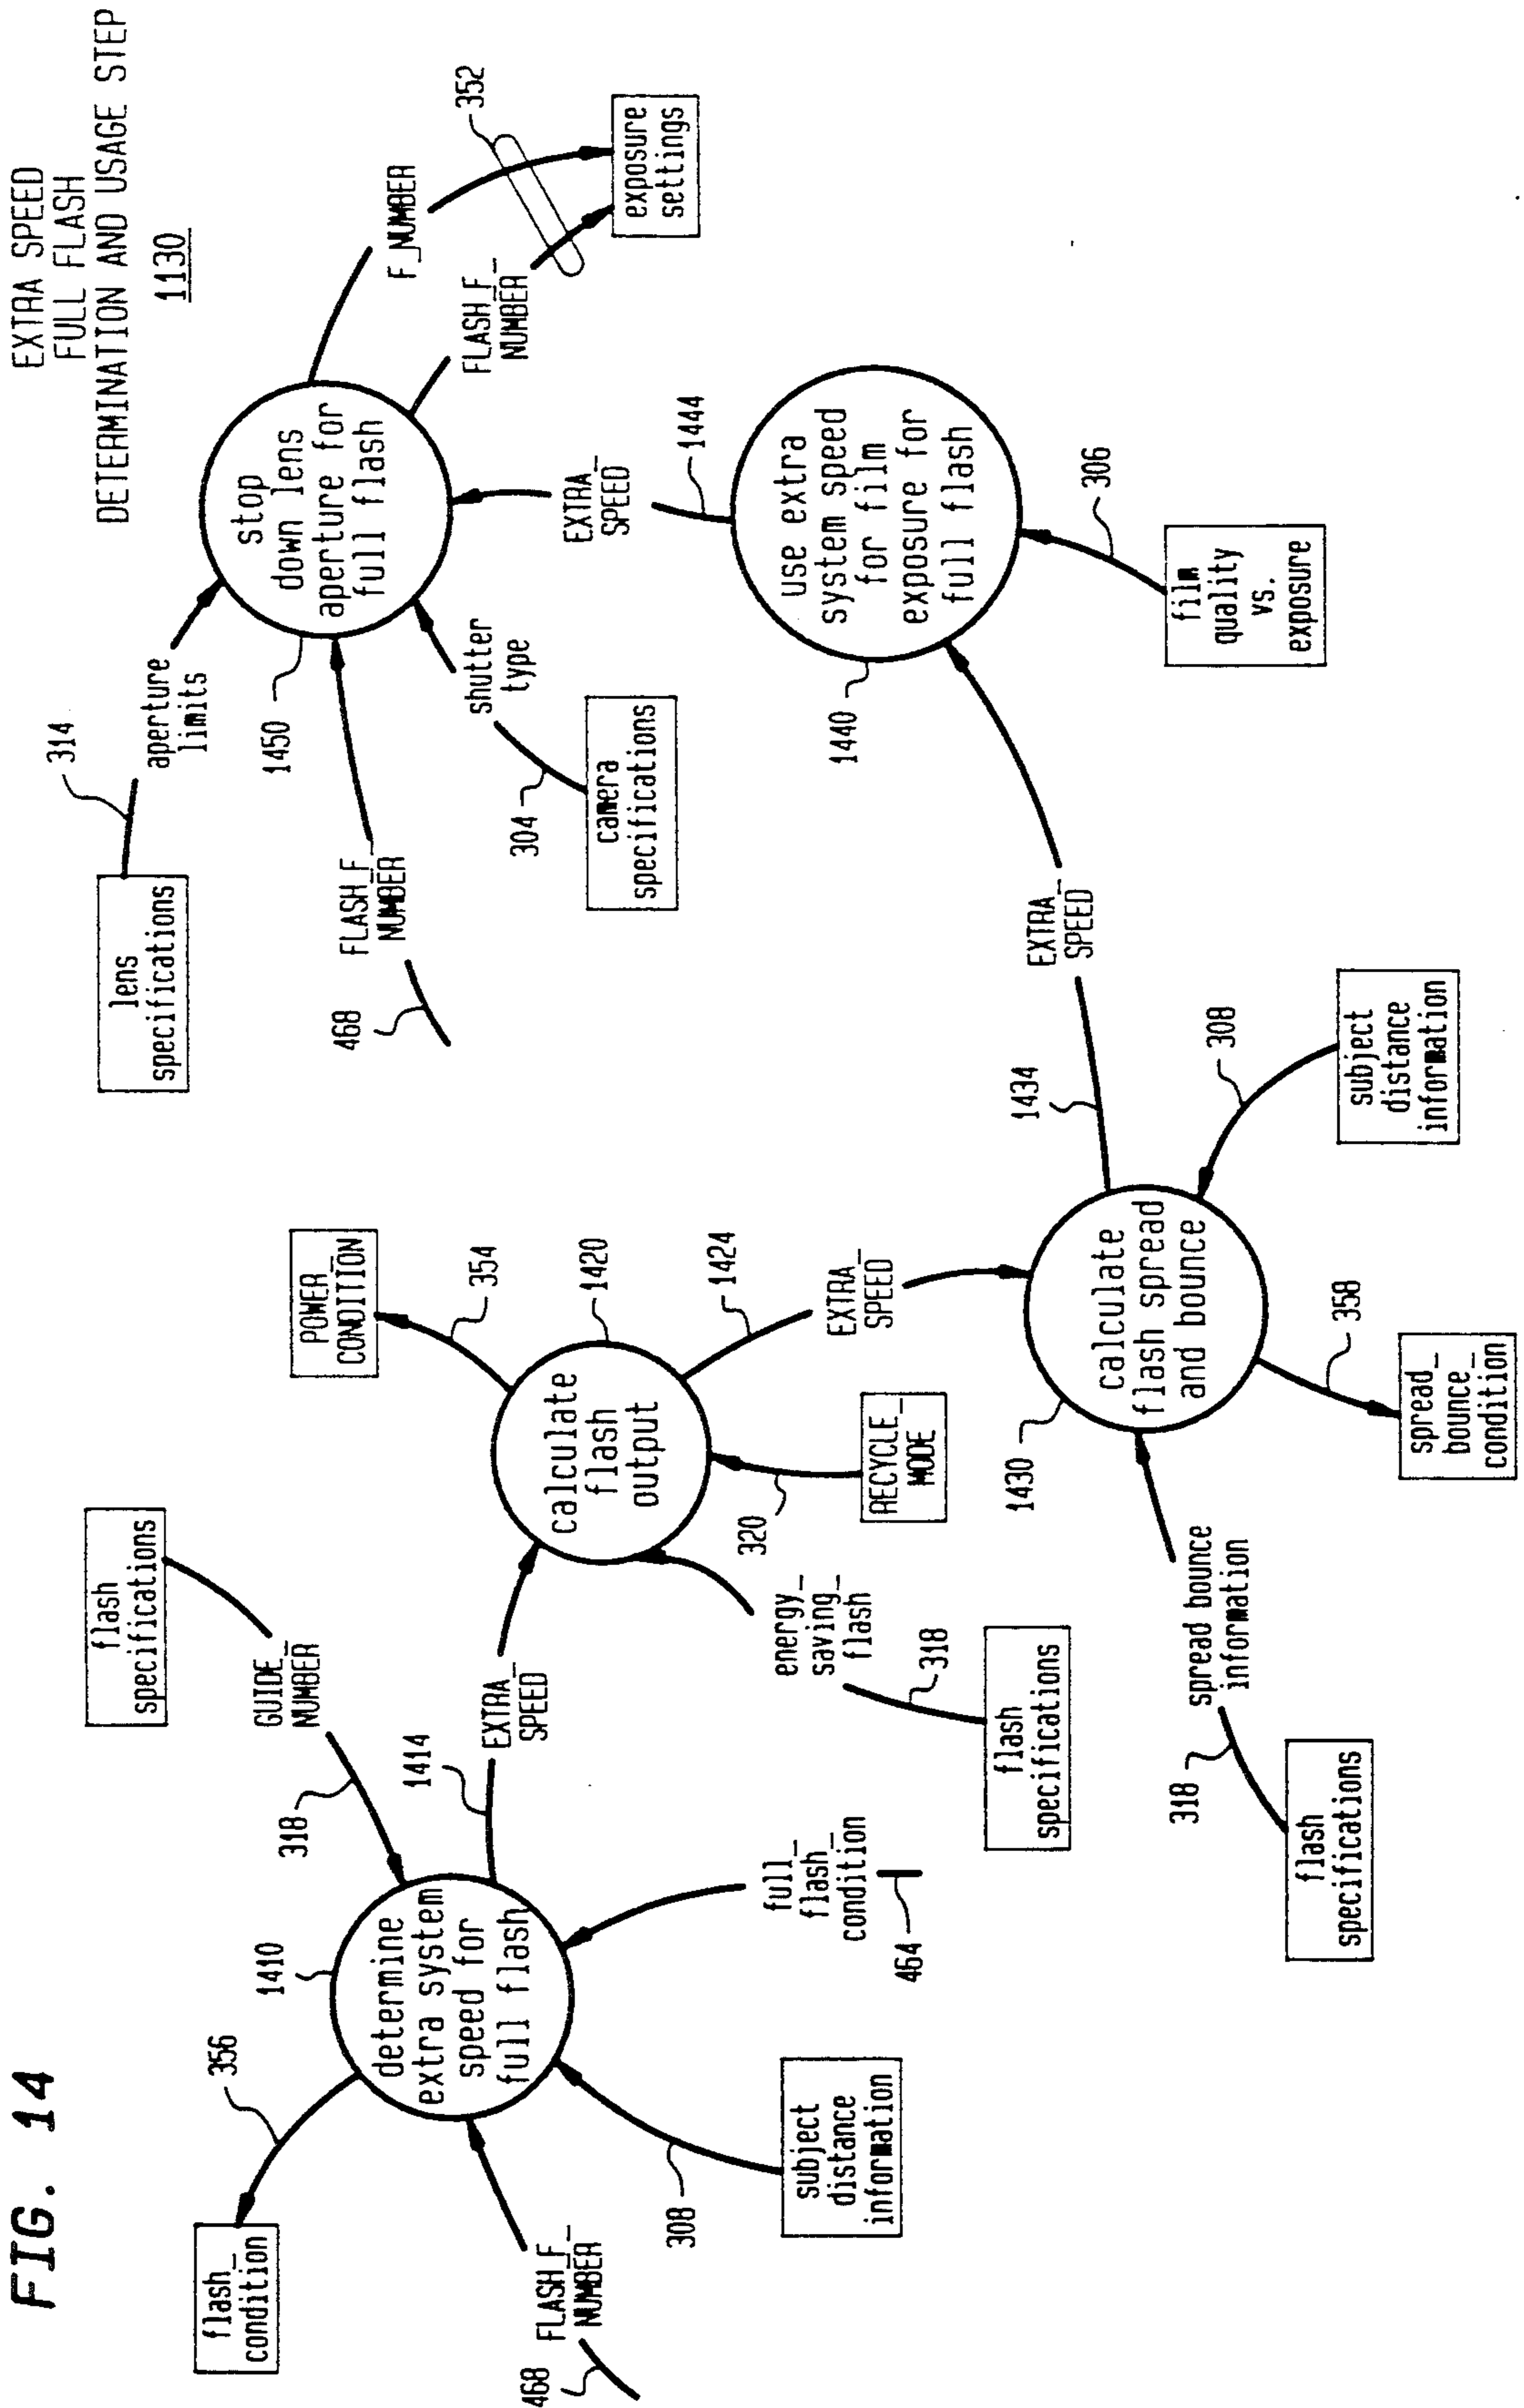 FIG. 14
EXTRA SPEED
FULL FLASH
DETERMINATION AND USAGE STEP
1130
flash_
condition
356
1410
determine
extra system
speed for
full flash
468
FLASH_F_
NUMBER
308
subject
distance
information
full_
flash_
condition
464
flash
specifications
GUIDE_
NUMBER
318
1414
EXTRA_
SPEED
calculate
flash
output
POWER_
CONDITION
354
1420
1424
320
RECYCLE_
MODE
energy_
saving_
flash
318
flash
specifications
EXTRA_
SPEED
1430
calculate
flash spread
and bounce
spread bounce
information
318
flash
specifications
358
spread_
bounce_
condition
308
subject
distance
information
1434
EXTRA_
SPEED
1440
use extra
system speed
for film
exposure for
full flash
306
film
quality
vs.
exposure
1444
EXTRA_
SPEED
lens
specifications
314
aperture
limits
1450
stop
down lens
aperture for
full flash
468
FLASH_F_
NUMBER
shutter
type
304
camera
specifications
F_NUMBER
FLASH_F_
NUMBER
352
exposure
settings